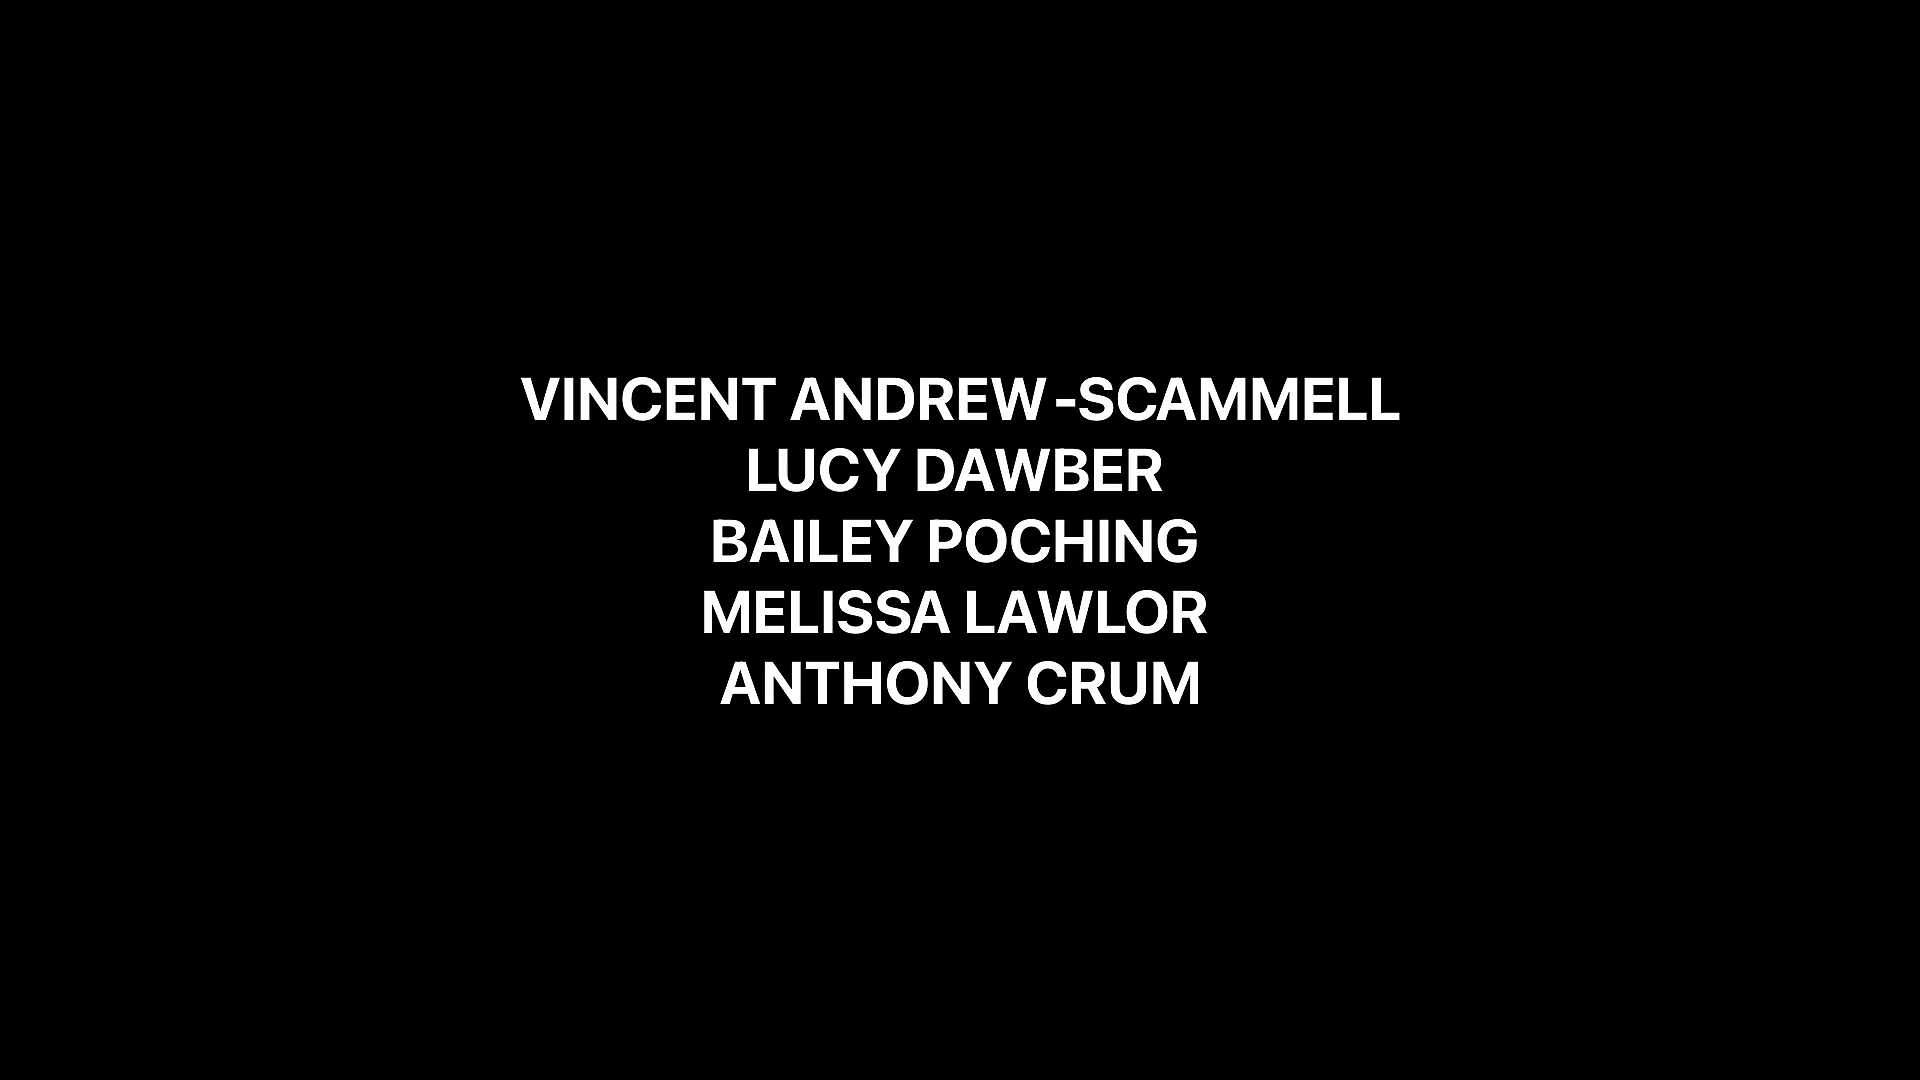 VINCENT ANDREW-SCAMMELL
LUCY DAWBER
BAILEY POCHING
MELISSA LAWLOR
ANTHONY CRUM